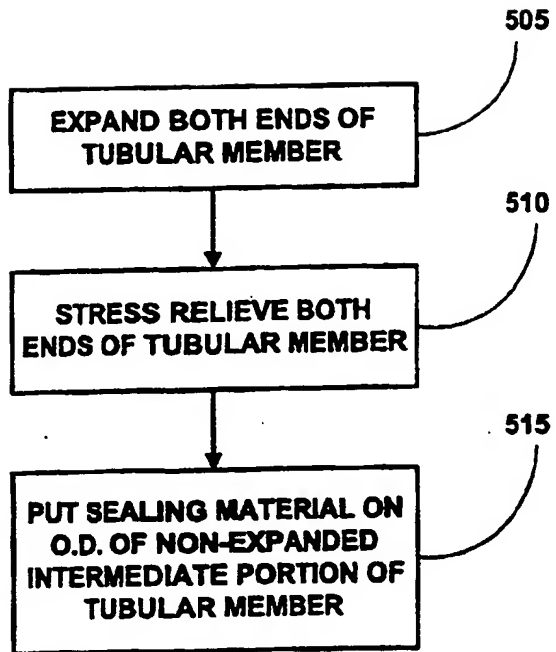 505
EXPAND BOTH ENDS OF
TUBULAR MEMBER
510
STRESS RELIEVE BOTH
ENDS OF TUBULAR MEMBER
515
PUT SEALING MATERIAL ON
O.D. OF NON-EXPANDED
INTERMEDIATE PORTION OF
TUBULAR MEMBER